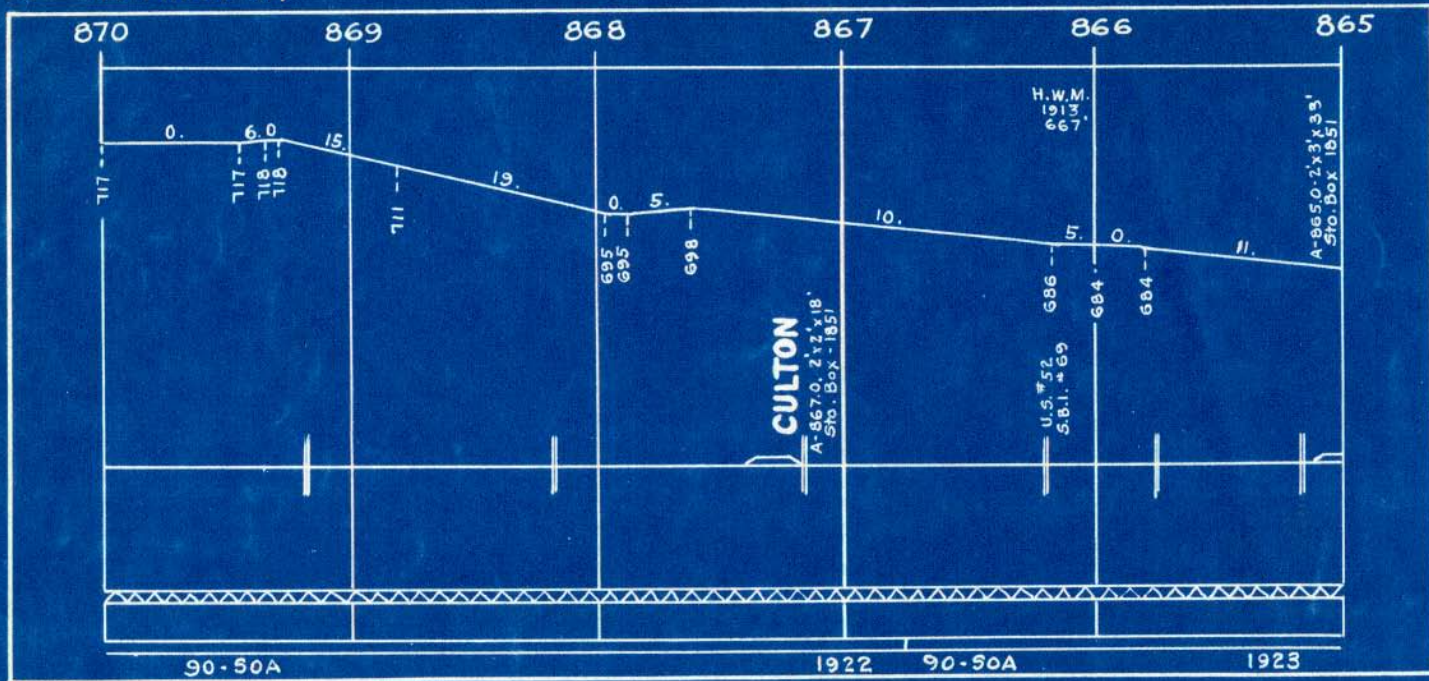 870 869 868 867 866 865
H.W.M.
1913
667'
A-865.0-2'x3'x33'
Sto. Box 1851
0. 6. 0 15. 19. 0. 5. 10. 5. 0. 11.
717 717 718 718 711 695 695 698 686 684 684
CULTON
A-867.0, 2'x2'x18'
Sto. Box - 1851
U.S. #52
S.B.I. #69
90-50A 1922 90-50A 1923